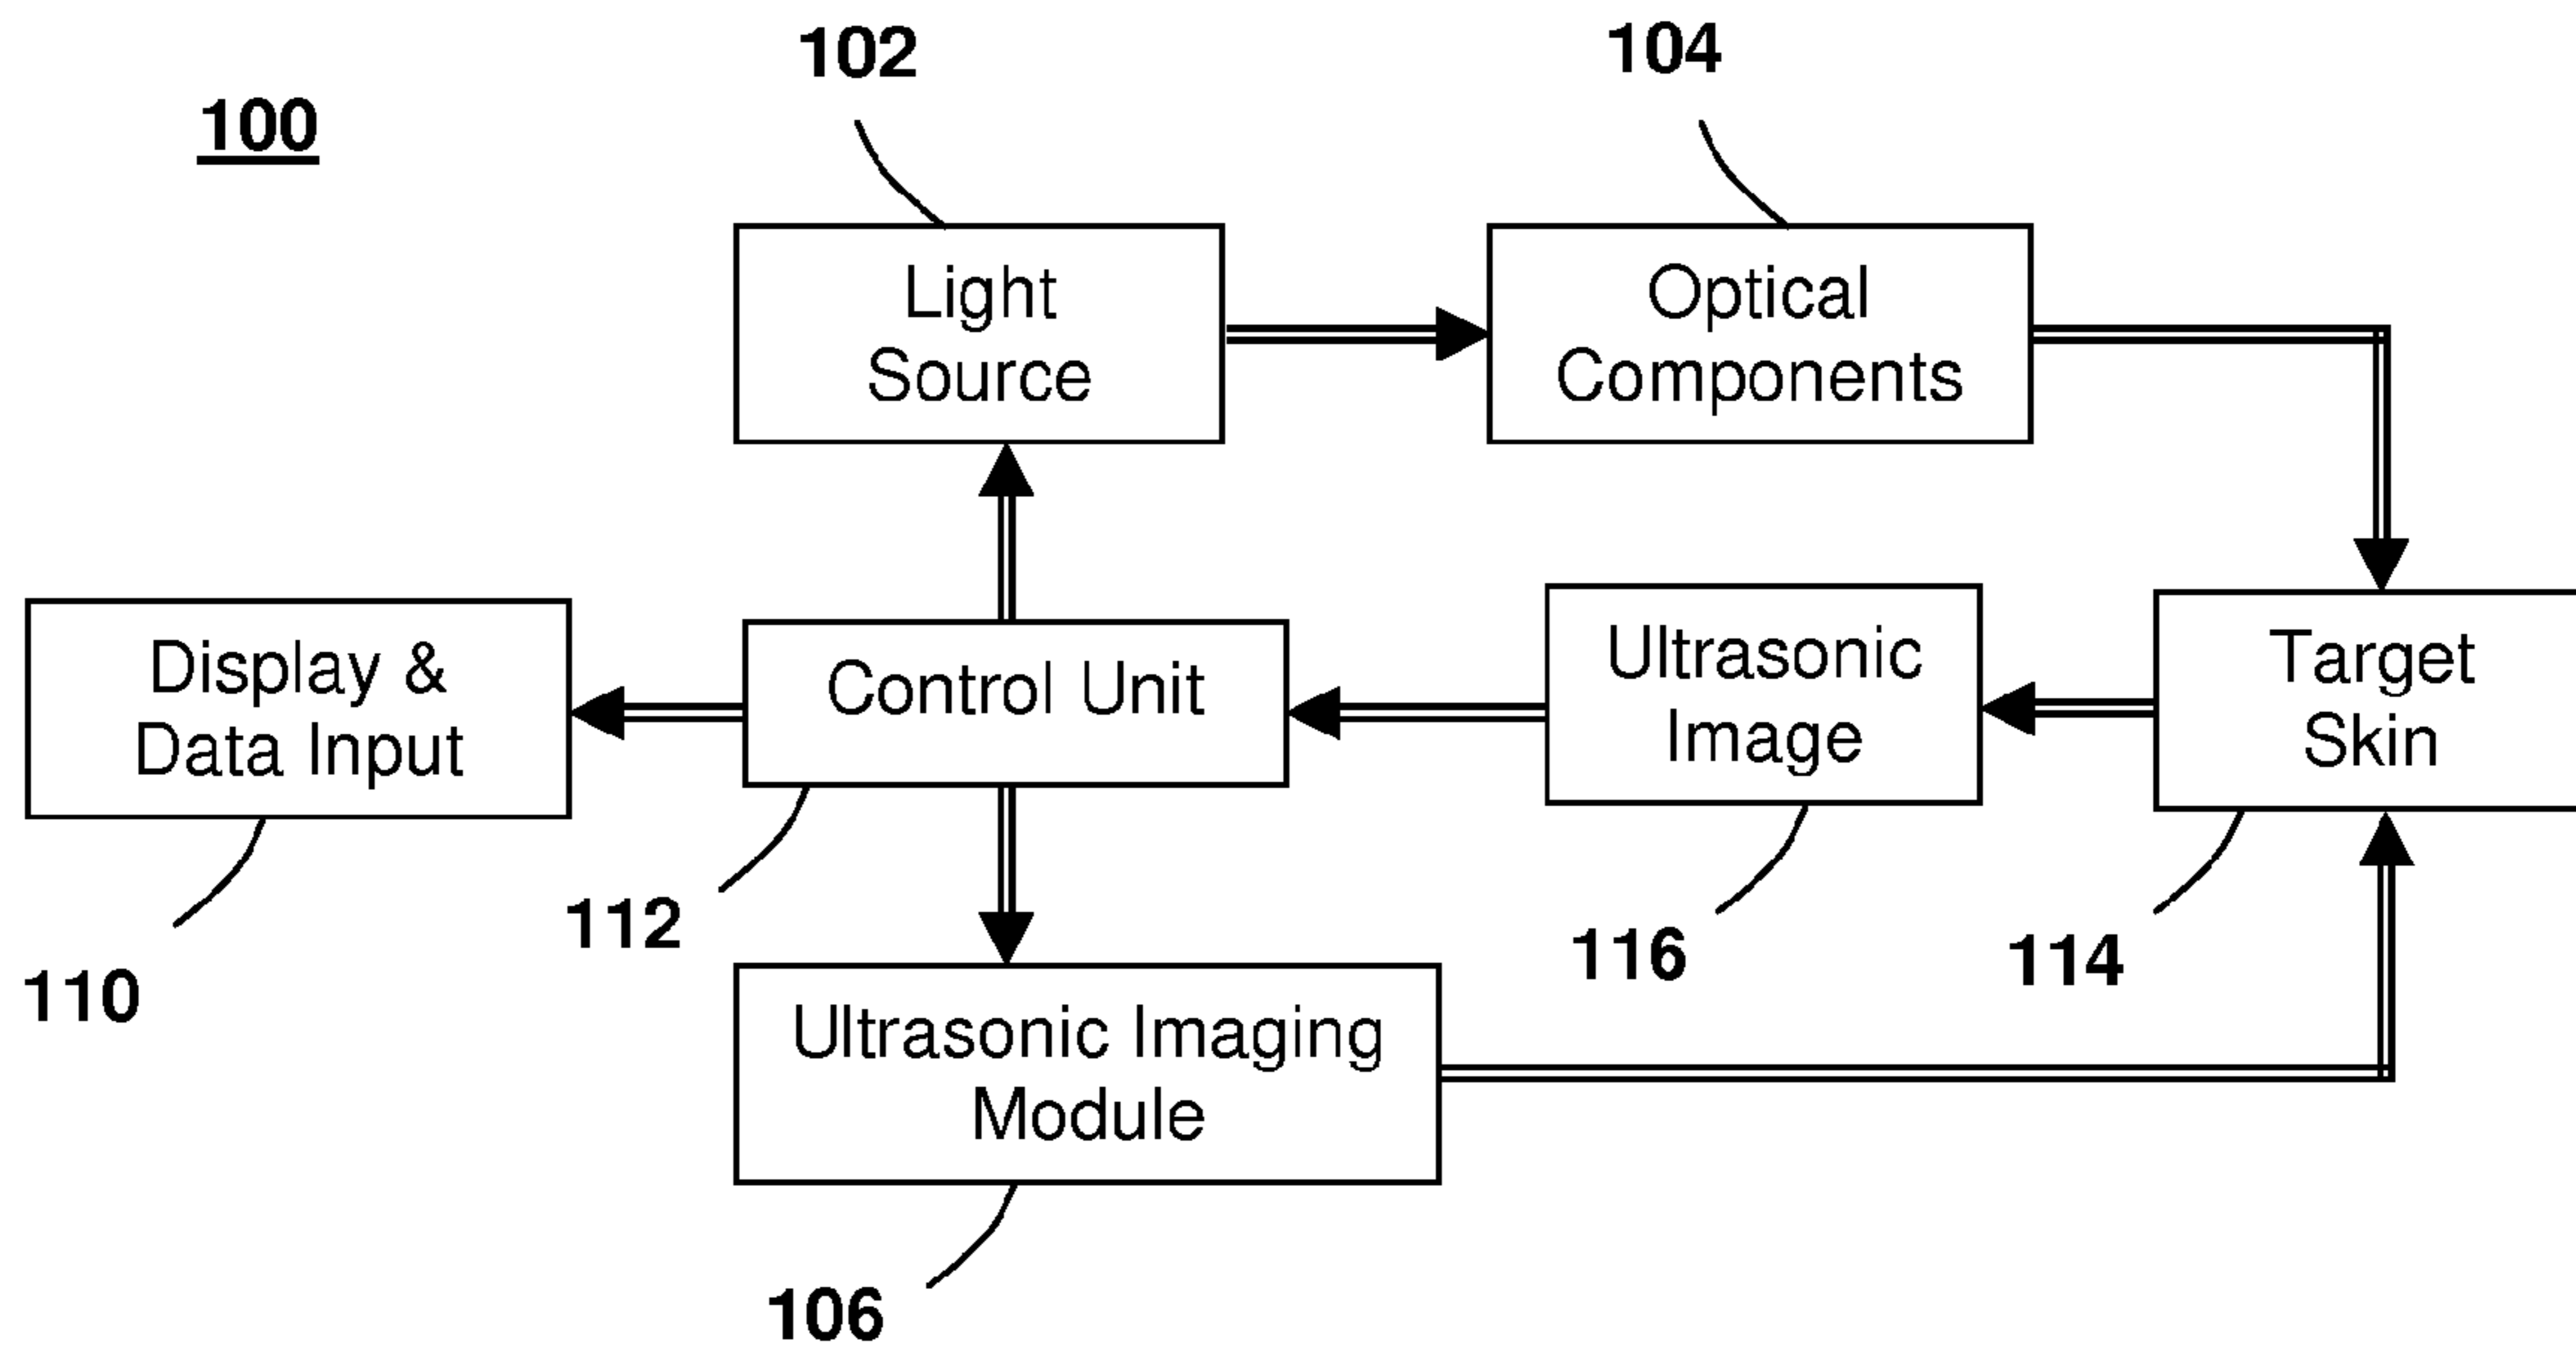 102
104
100
Light
Source
Optical
Components
Display &
Data Input
Control Unit
Ultrasonic
Image
Target
Skin
112
116
114
110
Ultrasonic Imaging
Module
106